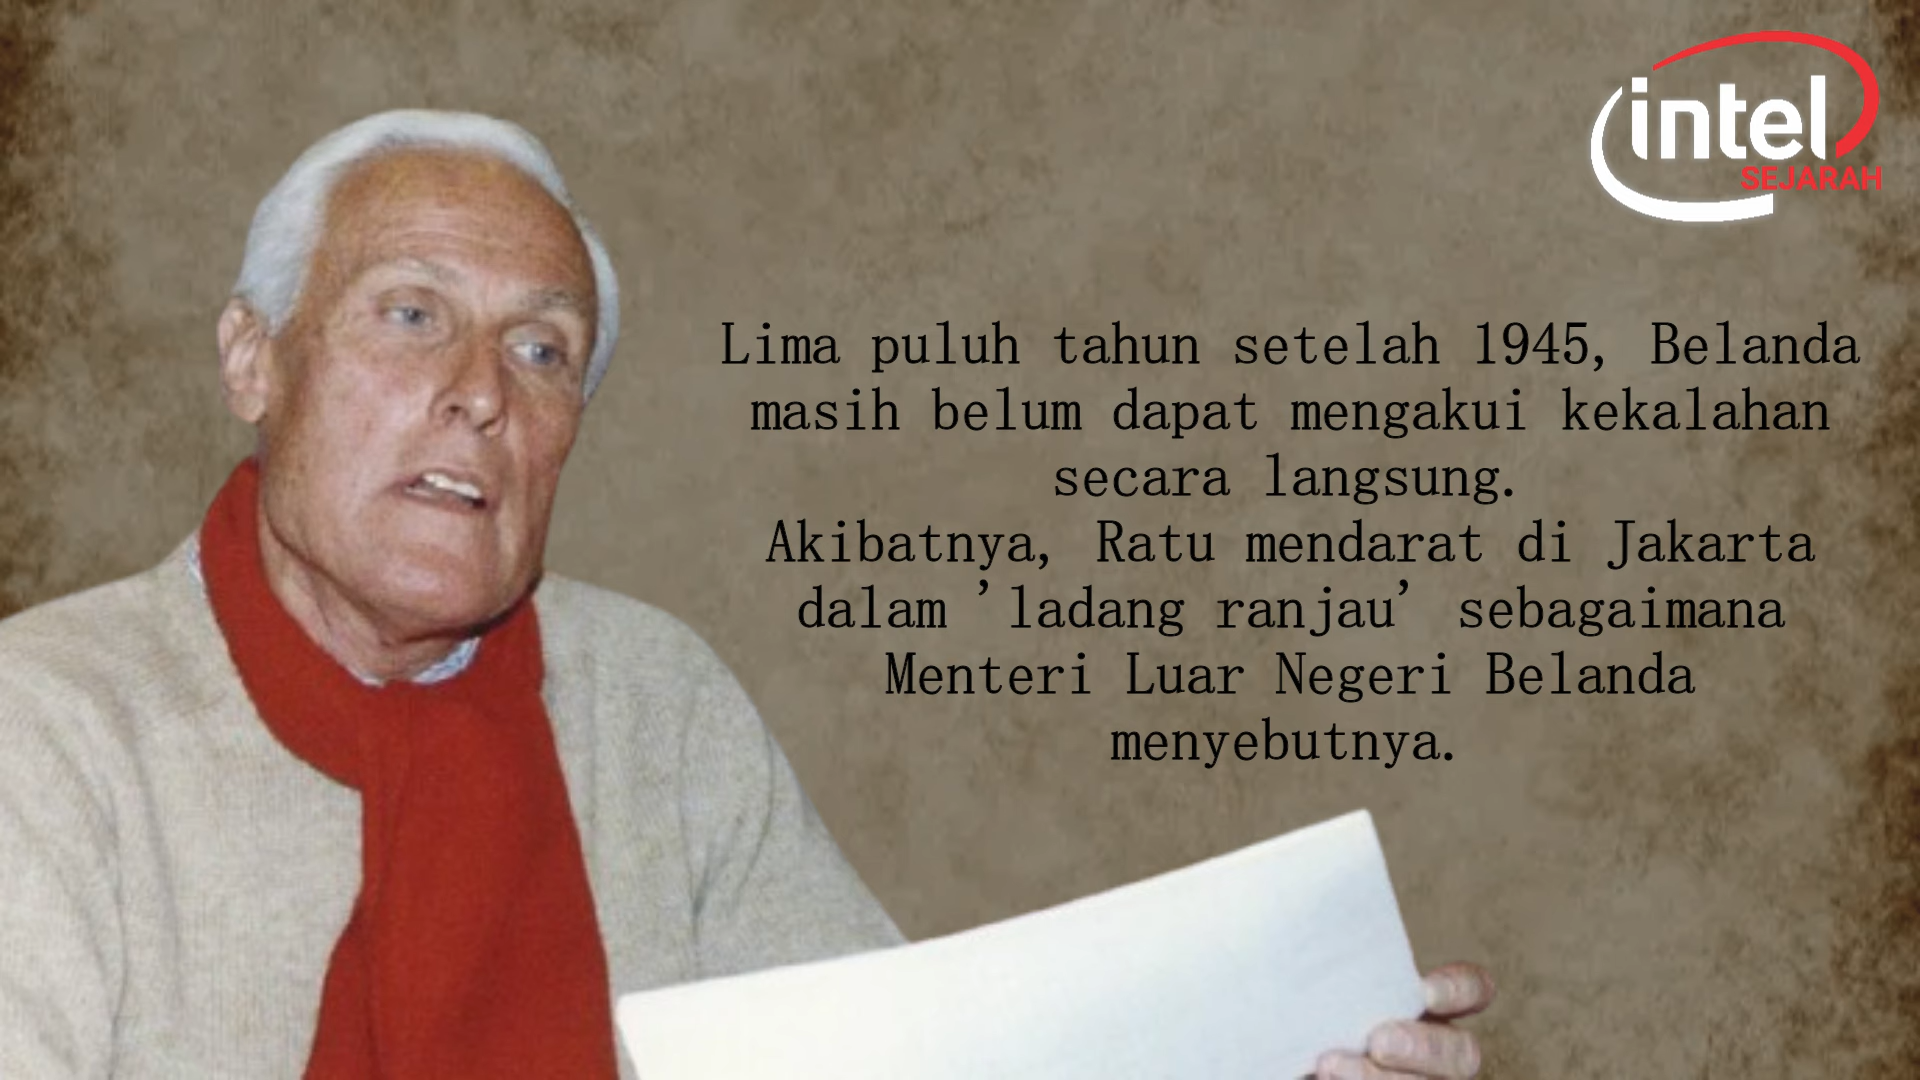 intel
SEJARAH
Lima puluh tahun setelah 1945, Belanda
masih belum dapat mengakui kekalahan
secara langsung.
Akibatnya, Ratu mendarat di Jakarta
dalam 'ladang ranjau' sebagaimana
Menteri Luar Negeri Belanda
menyebutnya.